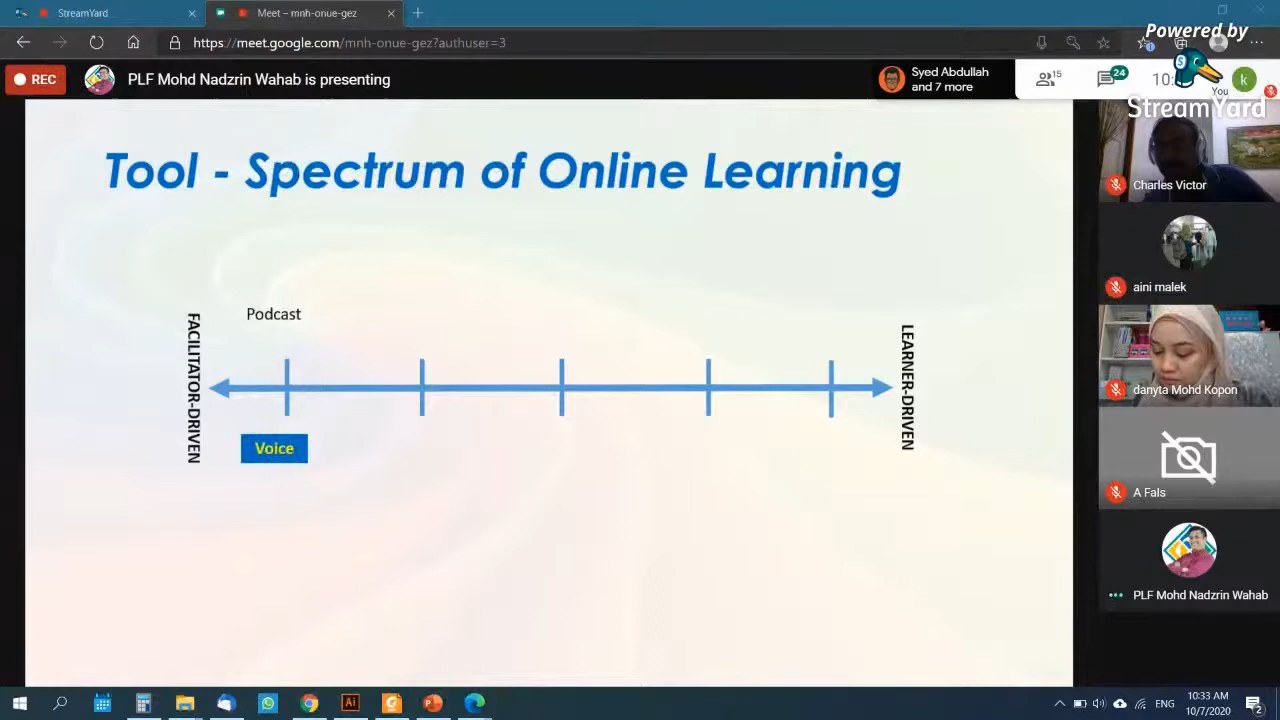 StreamYard
Meet – mnh-onue-gez
Powered by
https://meet.google.com/mnh-onue-gez?authuser=3
REC
PLF Mohd Nadzrin Wahab is presenting
Syed Abdullah
and 7 more
15
24
10:
You
k
StreamYard
Tool - Spectrum of Online Learning
Charles Victor
aini malek
Podcast
FACILITATOR-DRIVEN
LEARNER-DRIVEN
danyta Mohd Kopon
Voice
A Fals
PLF Mohd Nadzrin Wahab
Ai
ENG
10:33 AM
10/7/2020
2